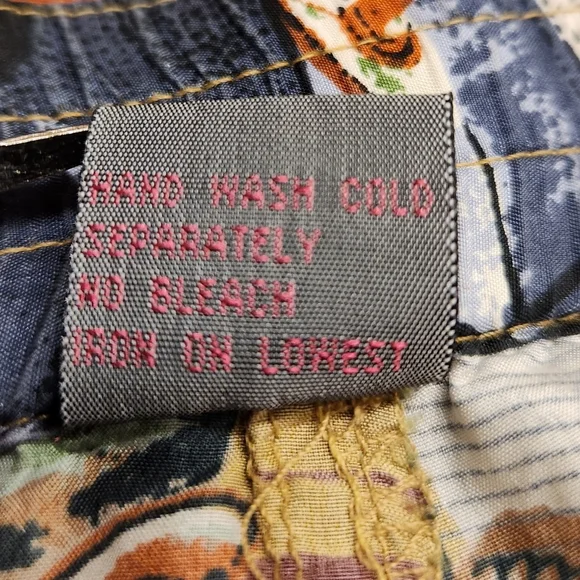 HAND WASH COLD
SEPARATELY
NO BLEACH
IRON ON LOWEST